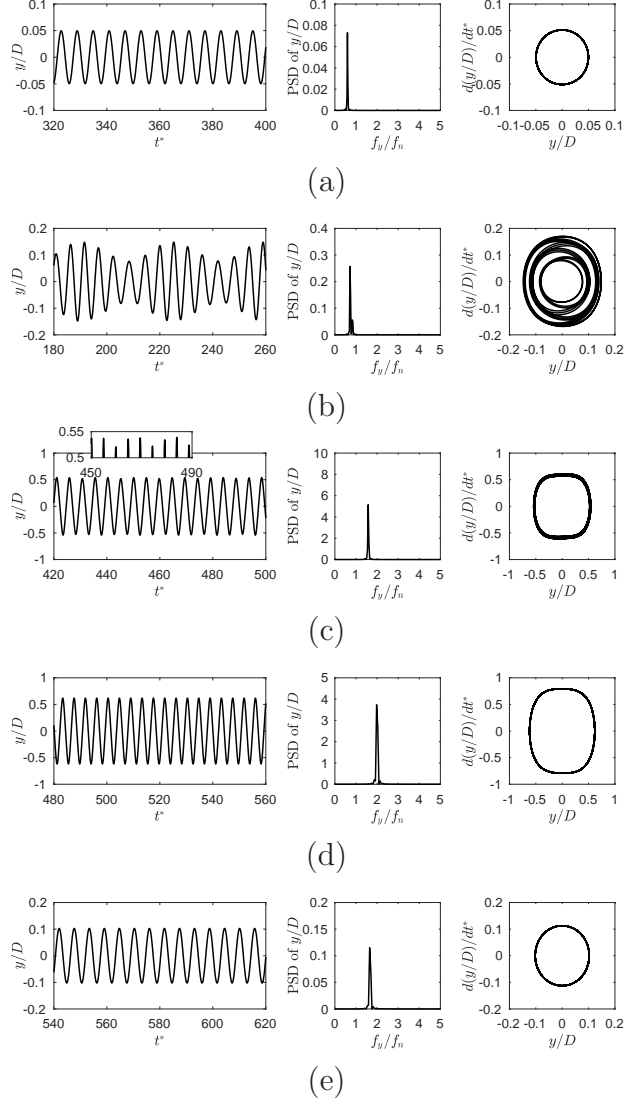 y/D
0.1
0.05
0
-0.05
-0.1
320 340 360 380 400
t*
PSD of y/D
0.1
0.08
0.06
0.04
0.02
0
0 1 2 3 4 5
f_y/f_n
d(y/D)/dt*
0.1
0.05
0
-0.05
-0.1
-0.1 -0.05 0 0.05 0.1
y/D
(a)
y/D
0.2
0.1
0
-0.1
-0.2
180 200 220 240 260
t*
PSD of y/D
0.4
0.3
0.2
0.1
0
0 1 2 3 4 5
f_y/f_n
d(y/D)/dt*
0.2
0.1
0
-0.1
-0.2
-0.2 -0.1 0 0.1 0.2
y/D
(b)
0.55
0.5
450 490
y/D
1
0.5
0
-0.5
-1
420 440 460 480 500
t*
PSD of y/D
10
8
6
4
2
0
0 1 2 3 4 5
f_y/f_n
d(y/D)/dt*
1
0.5
0
-0.5
-1
-1 -0.5 0 0.5 1
y/D
(c)
y/D
1
0.5
0
-0.5
-1
480 500 520 540 560
t*
PSD of y/D
5
4
3
2
1
0
0 1 2 3 4 5
f_y/f_n
d(y/D)/dt*
1
0.5
0
-0.5
-1
-1 -0.5 0 0.5 1
y/D
(d)
y/D
0.2
0.1
0
-0.1
-0.2
540 560 580 600 620
t*
PSD of y/D
0.2
0.15
0.1
0.05
0
0 1 2 3 4 5
f_y/f_n
d(y/D)/dt*
0.2
0.1
0
-0.1
-0.2
-0.2 -0.1 0 0.1 0.2
y/D
(e)